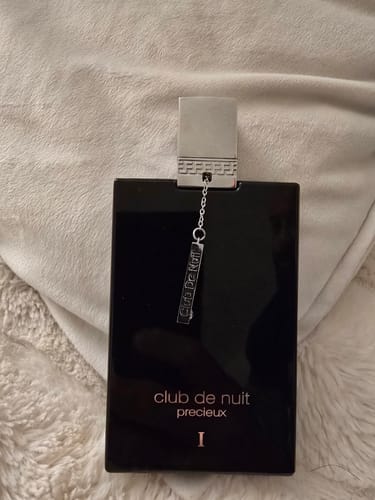 Club De Nuit
club de nuit
precieux
I